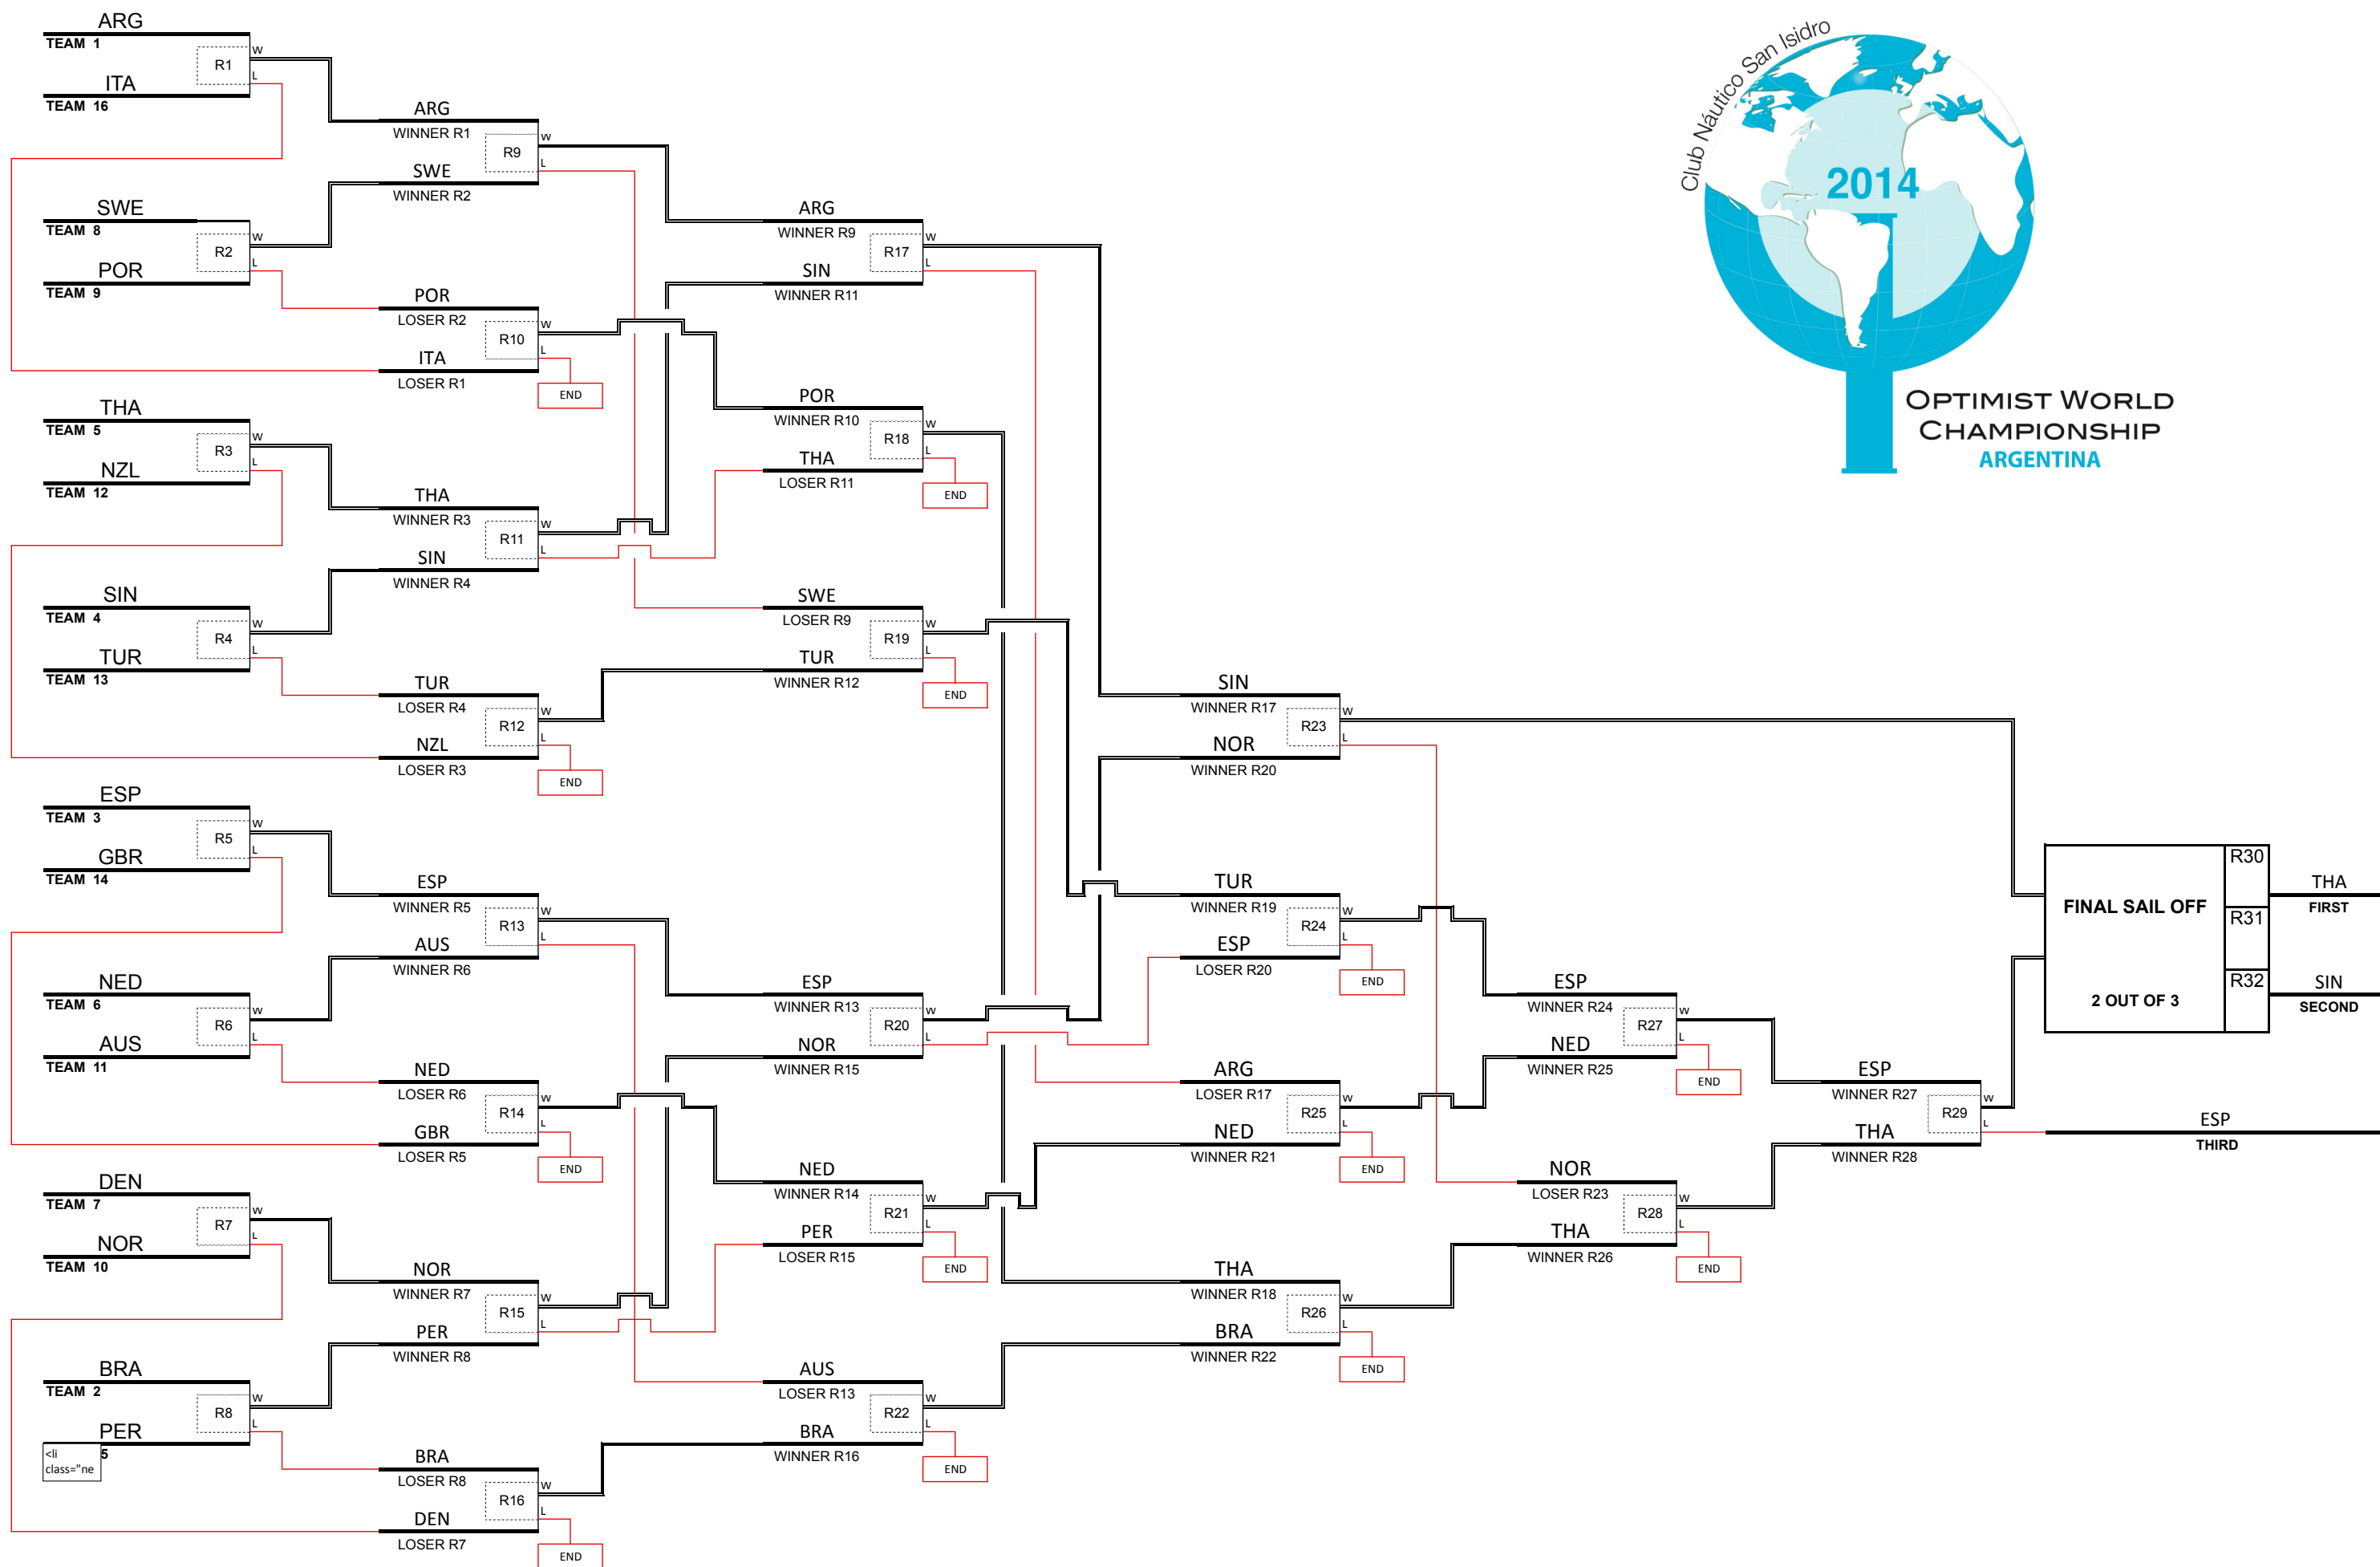 ARG
TEAM 1
R1
W
L
ITA
TEAM 16
SWE
TEAM 8
R2
W
L
POR
TEAM 9
THA
TEAM 5
R3
W
L
NZL
TEAM 12
SIN
TEAM 4
R4
W
L
TUR
TEAM 13
ESP
TEAM 3
R5
W
L
GBR
TEAM 14
NED
TEAM 6
R6
W
L
AUS
TEAM 11
DEN
TEAM 7
R7
W
L
NOR
TEAM 10
BRA
TEAM 2
R8
W
L
PER
5
<li
class="ne
ARG
WINNER R1
R9
W
L
SWE
WINNER R2
POR
LOSER R2
R10
W
L
ITA
LOSER R1
END
THA
WINNER R3
R11
W
L
SIN
WINNER R4
TUR
LOSER R4
R12
W
L
NZL
LOSER R3
END
ESP
WINNER R5
R13
W
L
AUS
WINNER R6
NED
LOSER R6
R14
W
L
GBR
LOSER R5
END
NOR
WINNER R7
R15
W
L
PER
WINNER R8
BRA
LOSER R8
R16
W
L
DEN
LOSER R7
END
ARG
WINNER R9
R17
W
L
SIN
WINNER R11
POR
WINNER R10
R18
W
L
THA
LOSER R11
END
SWE
LOSER R9
R19
W
L
TUR
WINNER R12
END
ESP
WINNER R13
R20
W
L
NOR
WINNER R15
NED
WINNER R14
R21
W
L
PER
LOSER R15
END
AUS
LOSER R13
R22
W
L
BRA
WINNER R16
END
SIN
WINNER R17
R23
W
L
NOR
WINNER R20
TUR
WINNER R19
R24
W
L
ESP
LOSER R20
END
ARG
LOSER R17
R25
W
L
NED
WINNER R21
END
THA
WINNER R18
R26
W
L
BRA
WINNER R22
END
ESP
WINNER R24
R27
W
L
NED
WINNER R25
END
NOR
LOSER R23
R28
W
L
THA
WINNER R26
END
ESP
WINNER R27
R29
W
L
THA
WINNER R28
FINAL SAIL OFF
2 OUT OF 3
R30
R31
R32
THA
FIRST
SIN
SECOND
ESP
THIRD
Club Náutico San Isidro
2014
OPTIMIST WORLD
CHAMPIONSHIP
ARGENTINA